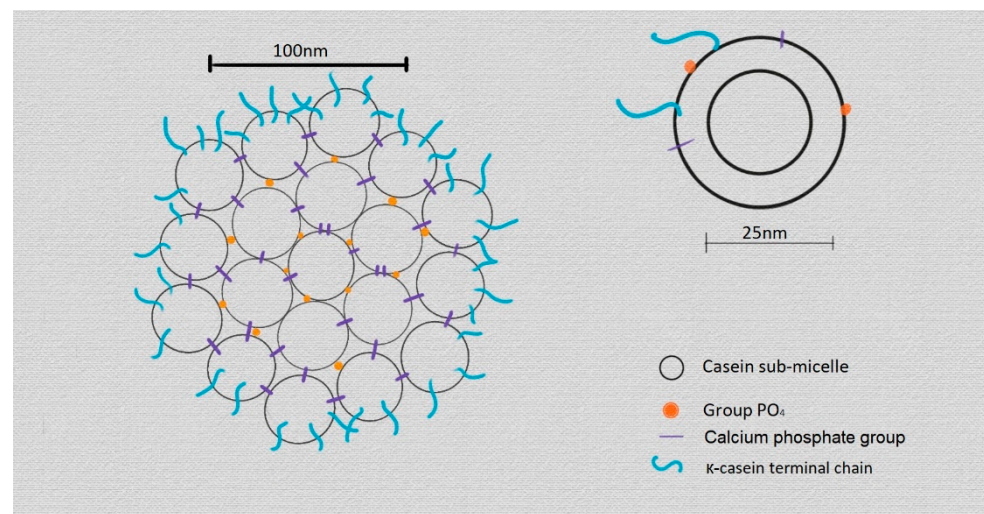 100nm
25nm
Casein sub-micelle
Group PO₄
Calcium phosphate group
κ-casein terminal chain